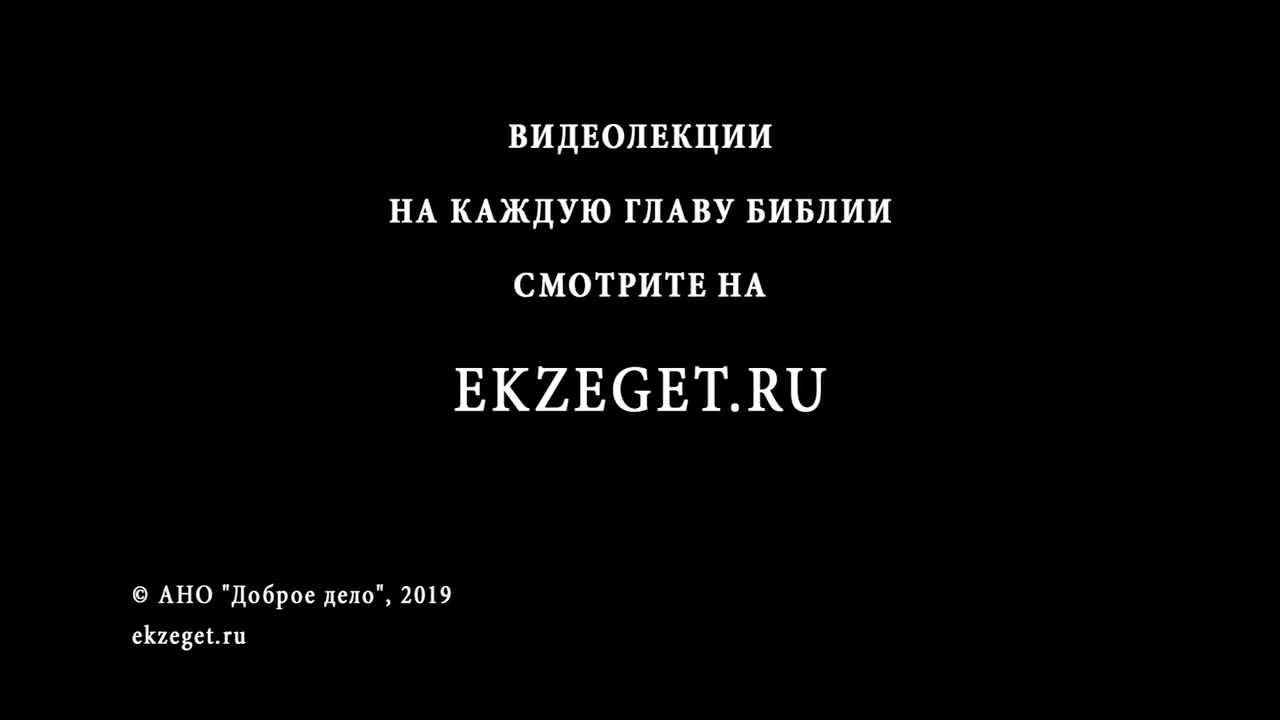 ВИДЕОЛЕКЦИИ
НА КАЖДУЮ ГЛАВУ БИБЛИИ
СМОТРИТЕ НА
EKZEGET.RU
© АНО "Доброе дело", 2019
ekzeget.ru